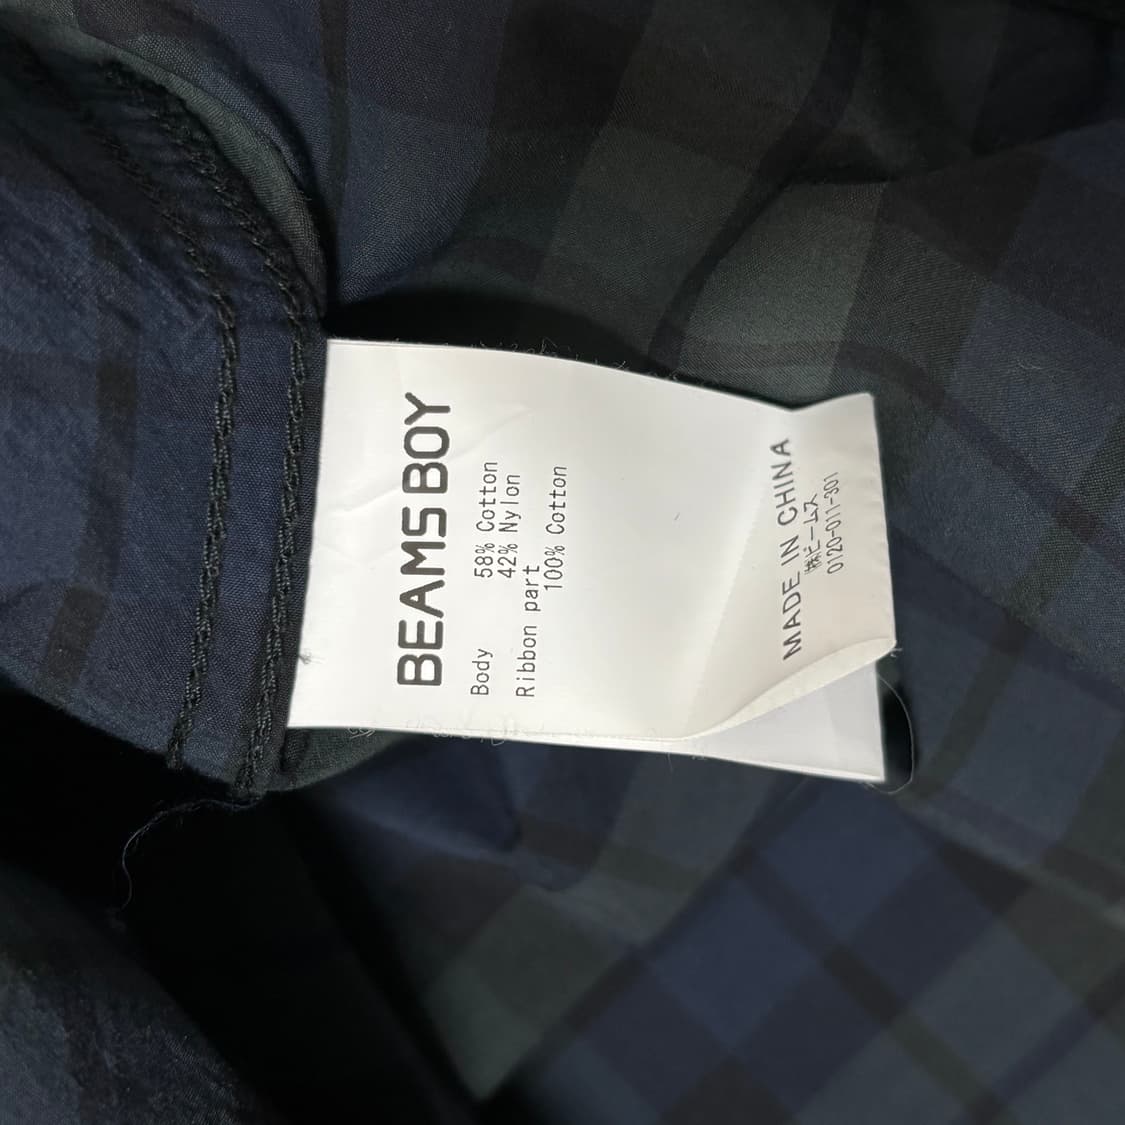 BEAMS BOY
Body 58% Cotton
42% Nylon
Ribbon part
100% Cotton
MADE IN CHINA
㈱ビームス
0120-011-301